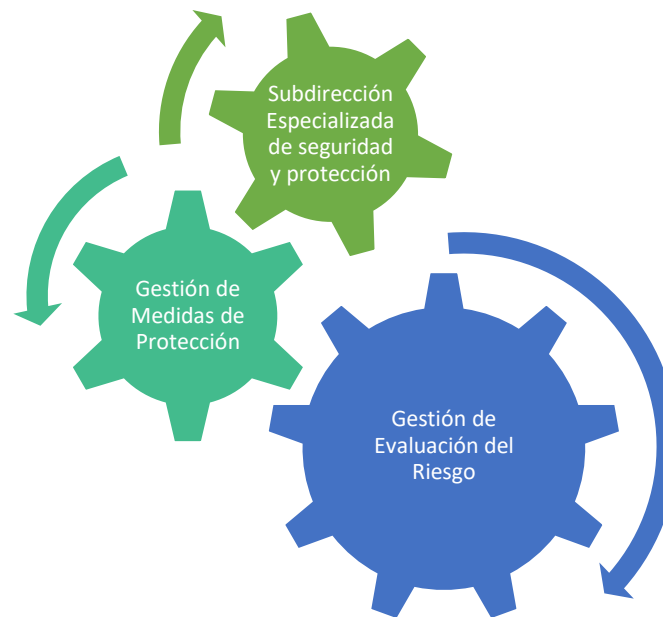 Subdirección
Especializada
de seguridad
y protección
Gestión de
Medidas de
Protección
Gestión de
Evaluación del
Riesgo